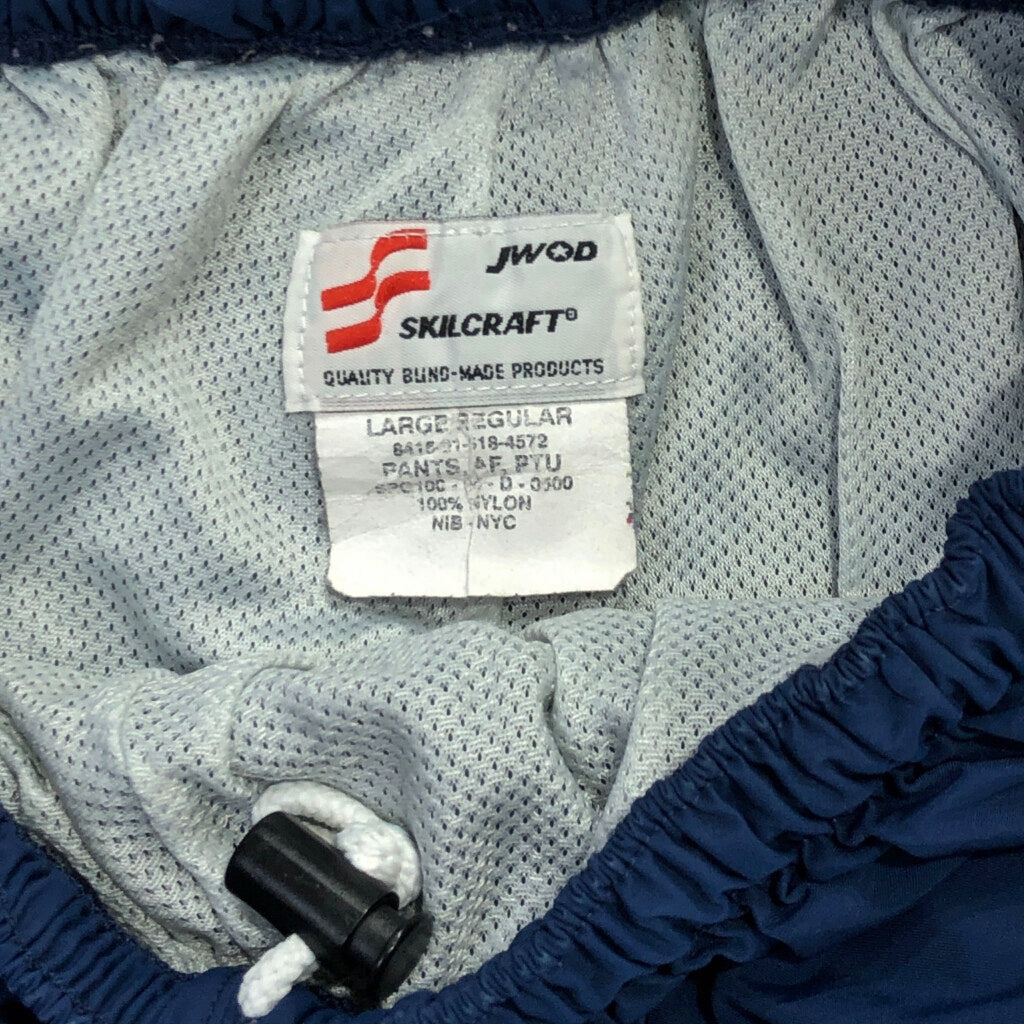 JWOD
SKILCRAFT®
QUALITY BLIND-MADE PRODUCTS
LARGE REGULAR
PANTS, AF, PTU
100% NYLON
NIB - NYC